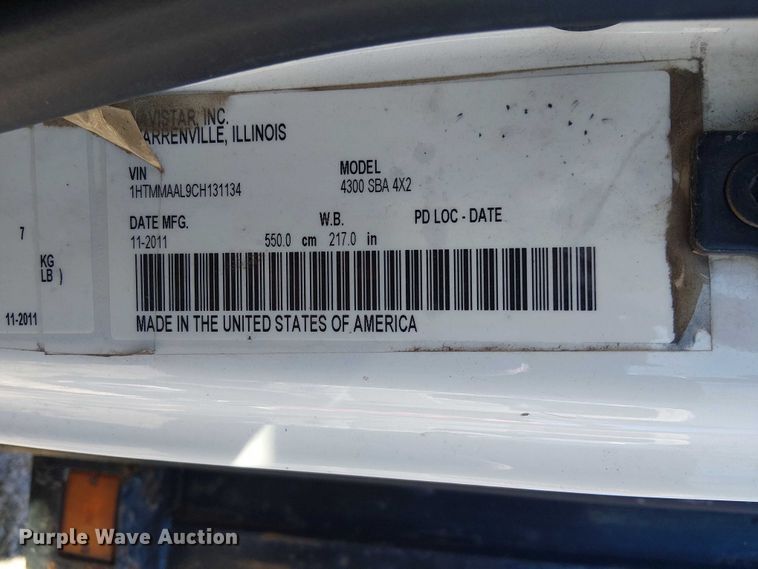 INC.
ARRENVILLE, ILLINOIS
VIN MODEL
1HTMMAAL9CH131134 4300 SBA 4X2
DATE MFG. W.B. PD LOC - DATE
11-2011 550.0 cm 217.0 in
7
KG
LB )
11-2011
MADE IN THE UNITED STATES OF AMERICA
Purple Wave Auction